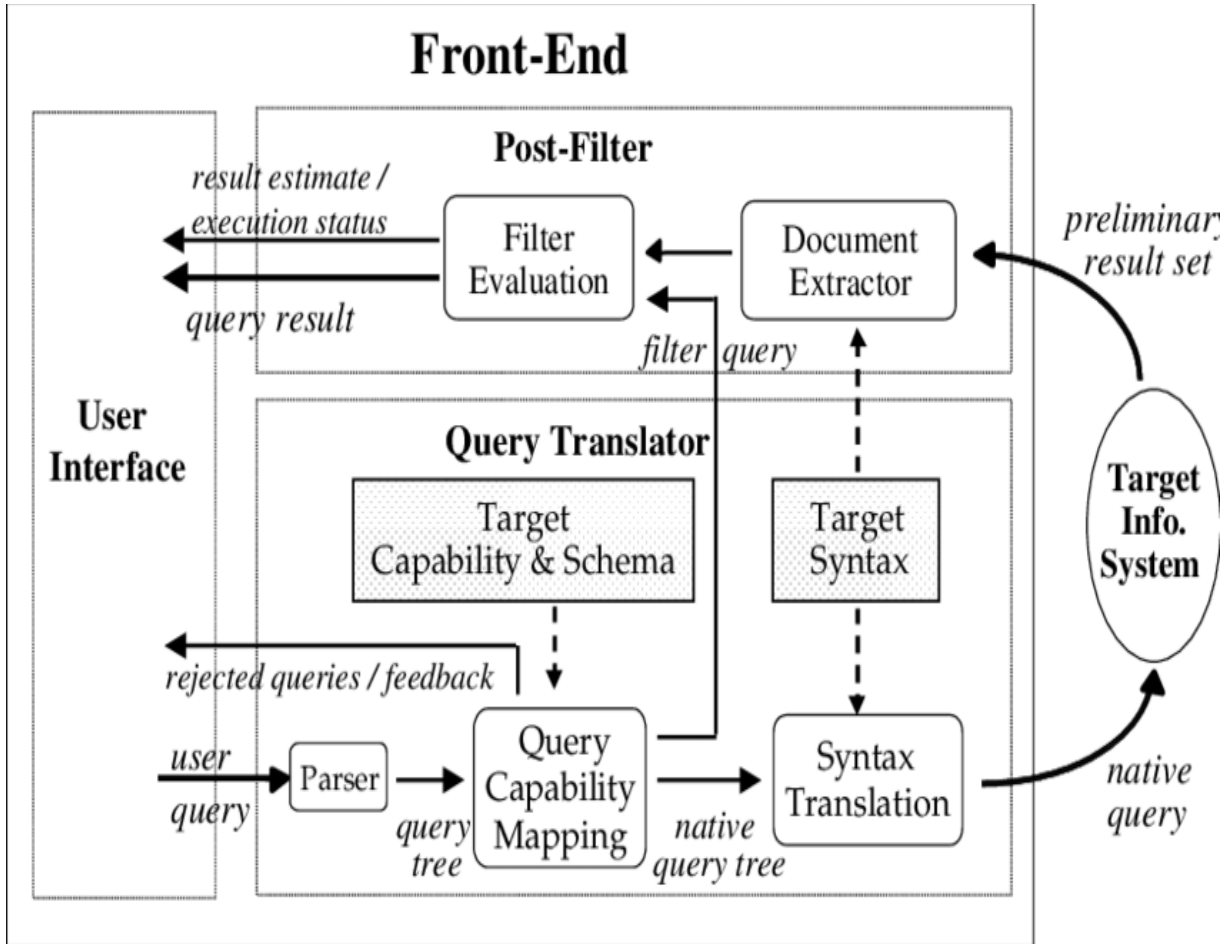 Front-End
Post-Filter
result estimate /
execution status
query result
Filter
Evaluation
Document
Extractor
preliminary
result set
filter query
User
Interface
Query Translator
Target
Capability & Schema
Target
Syntax
Target
Info.
System
rejected queries / feedback
user
query
Parser
query
tree
Query
Capability
Mapping
native
query tree
Syntax
Translation
native
query